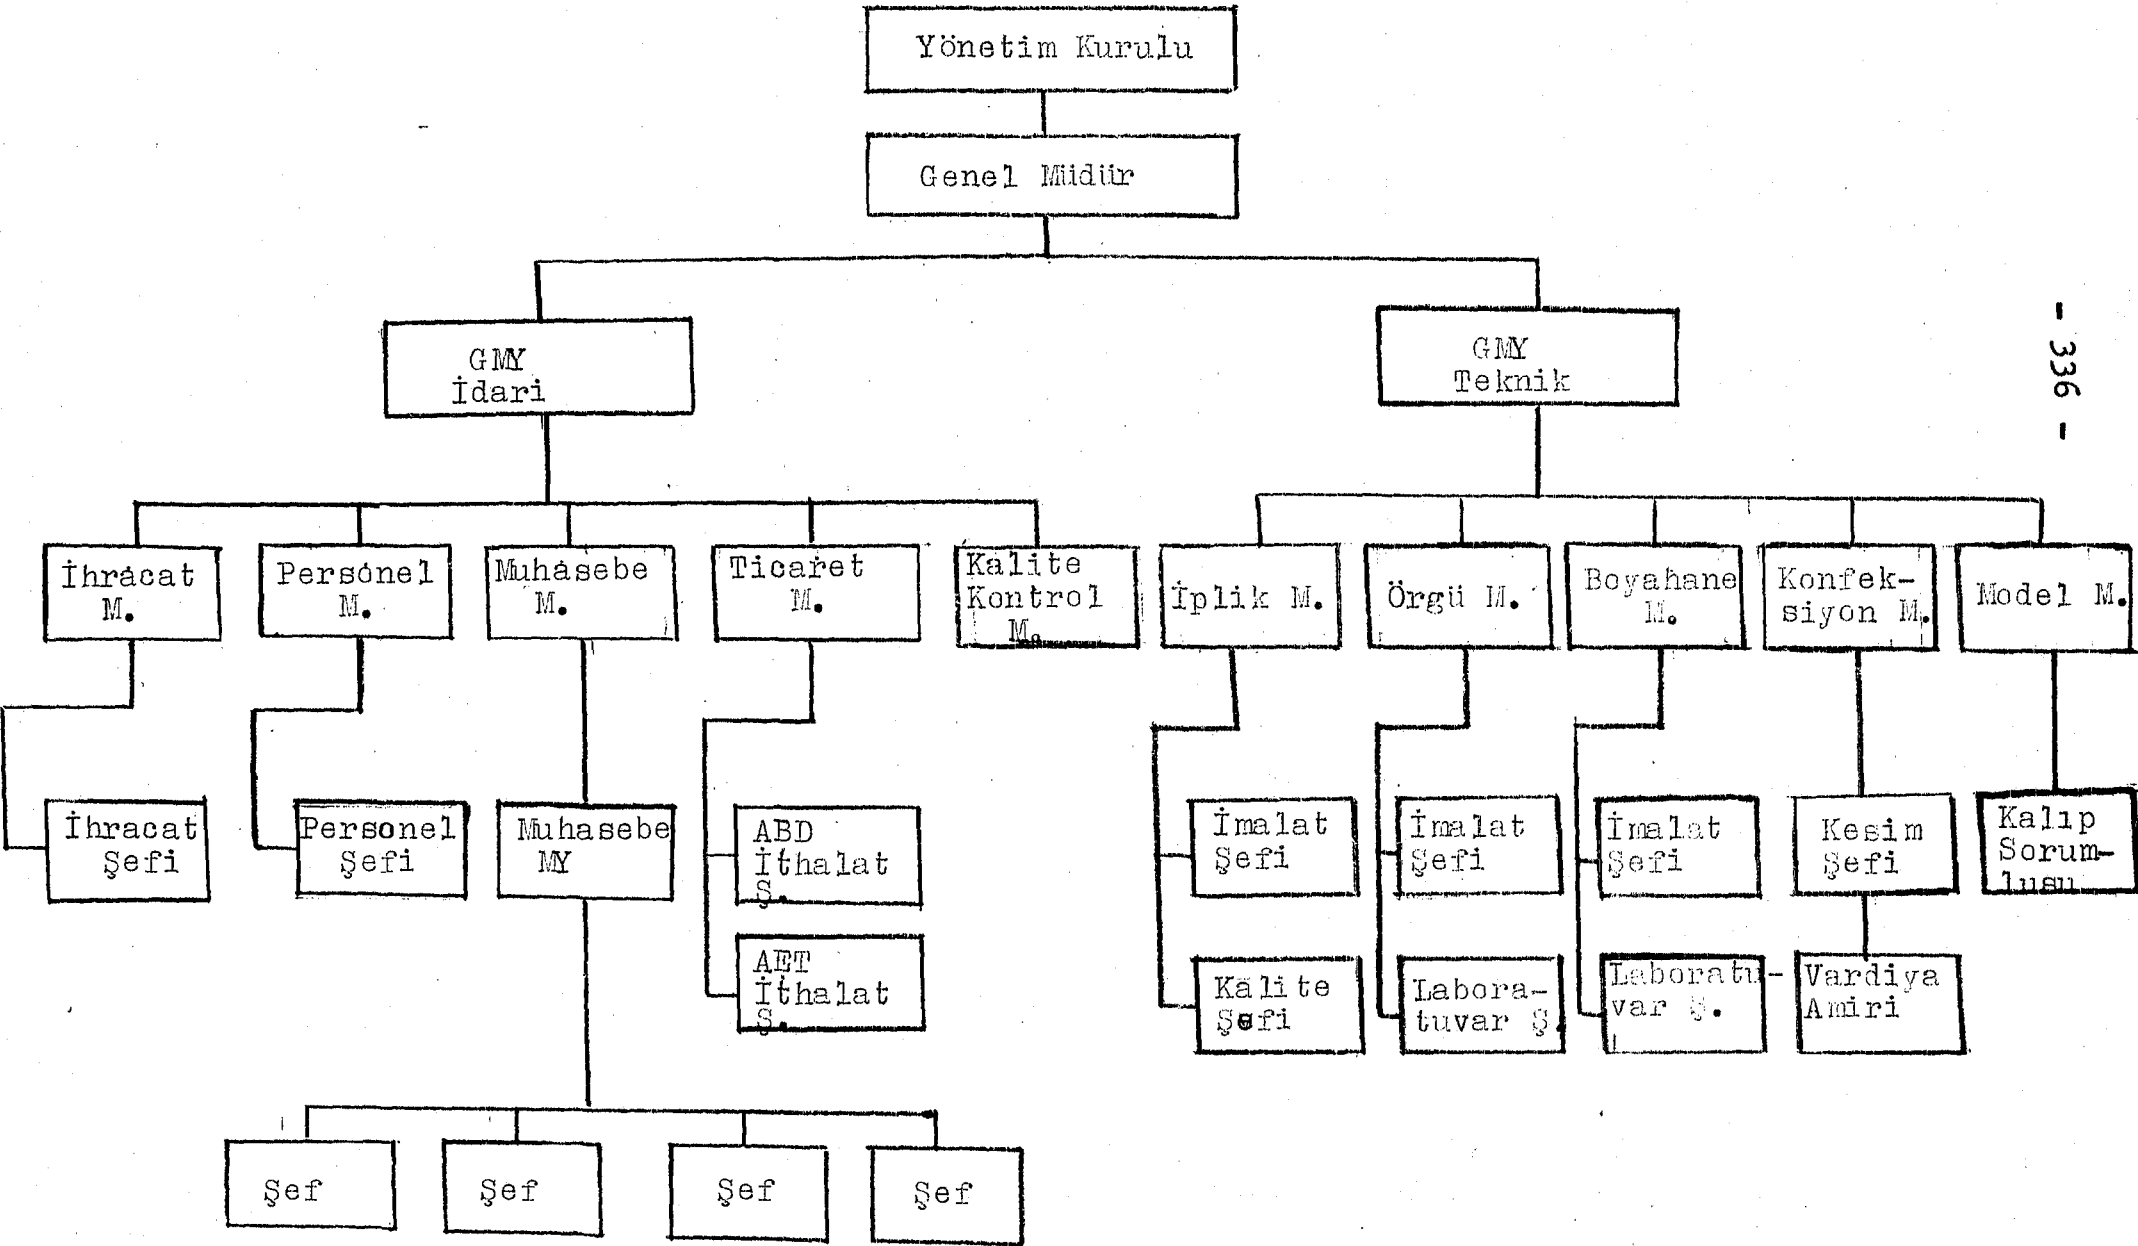 Yönetim Kurulu
Genel Müdür
- 336 -
GMY
İdari
GMY
Teknik
İhracat
M.
Personel
M.
Muhasebe
M.
Ticaret
M.
Kalite
Kontrol
M.
İplik M.
Örgü M.
Boyahane
M.
Konfek-
siyon M.
Model M.
İhracat
Şefi
Personel
Şefi
Muhasebe
MY
ABD
İthalat
Ş.
AET
İthalat
Ş.
İmalat
Şefi
Kalite
Şefi
İmalat
Şefi
Labora-
tuvar Ş.
İmalat
Şefi
Laboratu-
var Ş.
Kesim
Şefi
Vardiya
Amiri
Kalıp
Sorum-
lusu
Şef
Şef
Şef
Şef